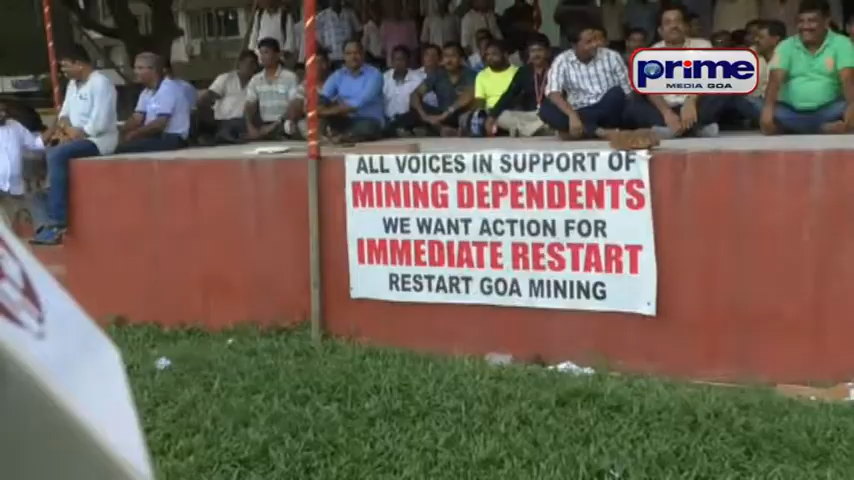 prime
MEDIA GOA
ALL VOICES IN SUPPORT OF
MINING DEPENDENTS
WE WANT ACTION FOR
IMMEDIATE RESTART
RESTART GOA MINING